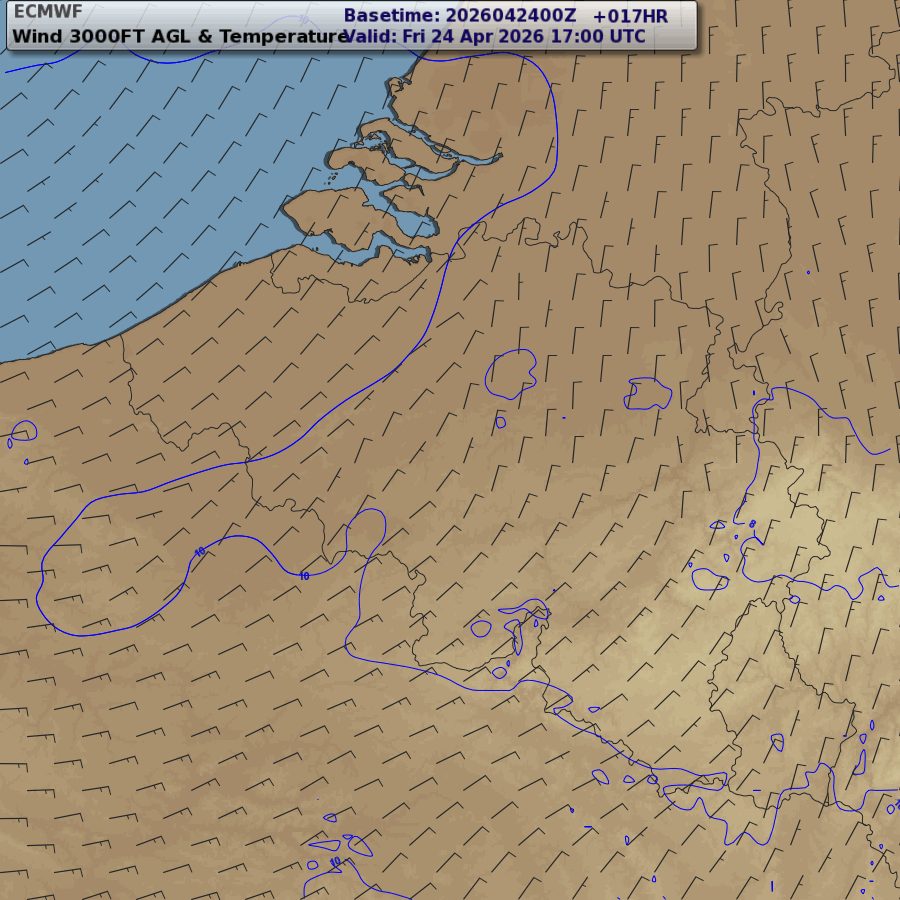 ECMWF
Basetime: 2026042400Z +017HR
Wind 3000FT AGL & Temperature
Valid: Fri 24 Apr 2026 17:00 UTC
8
10
10
10